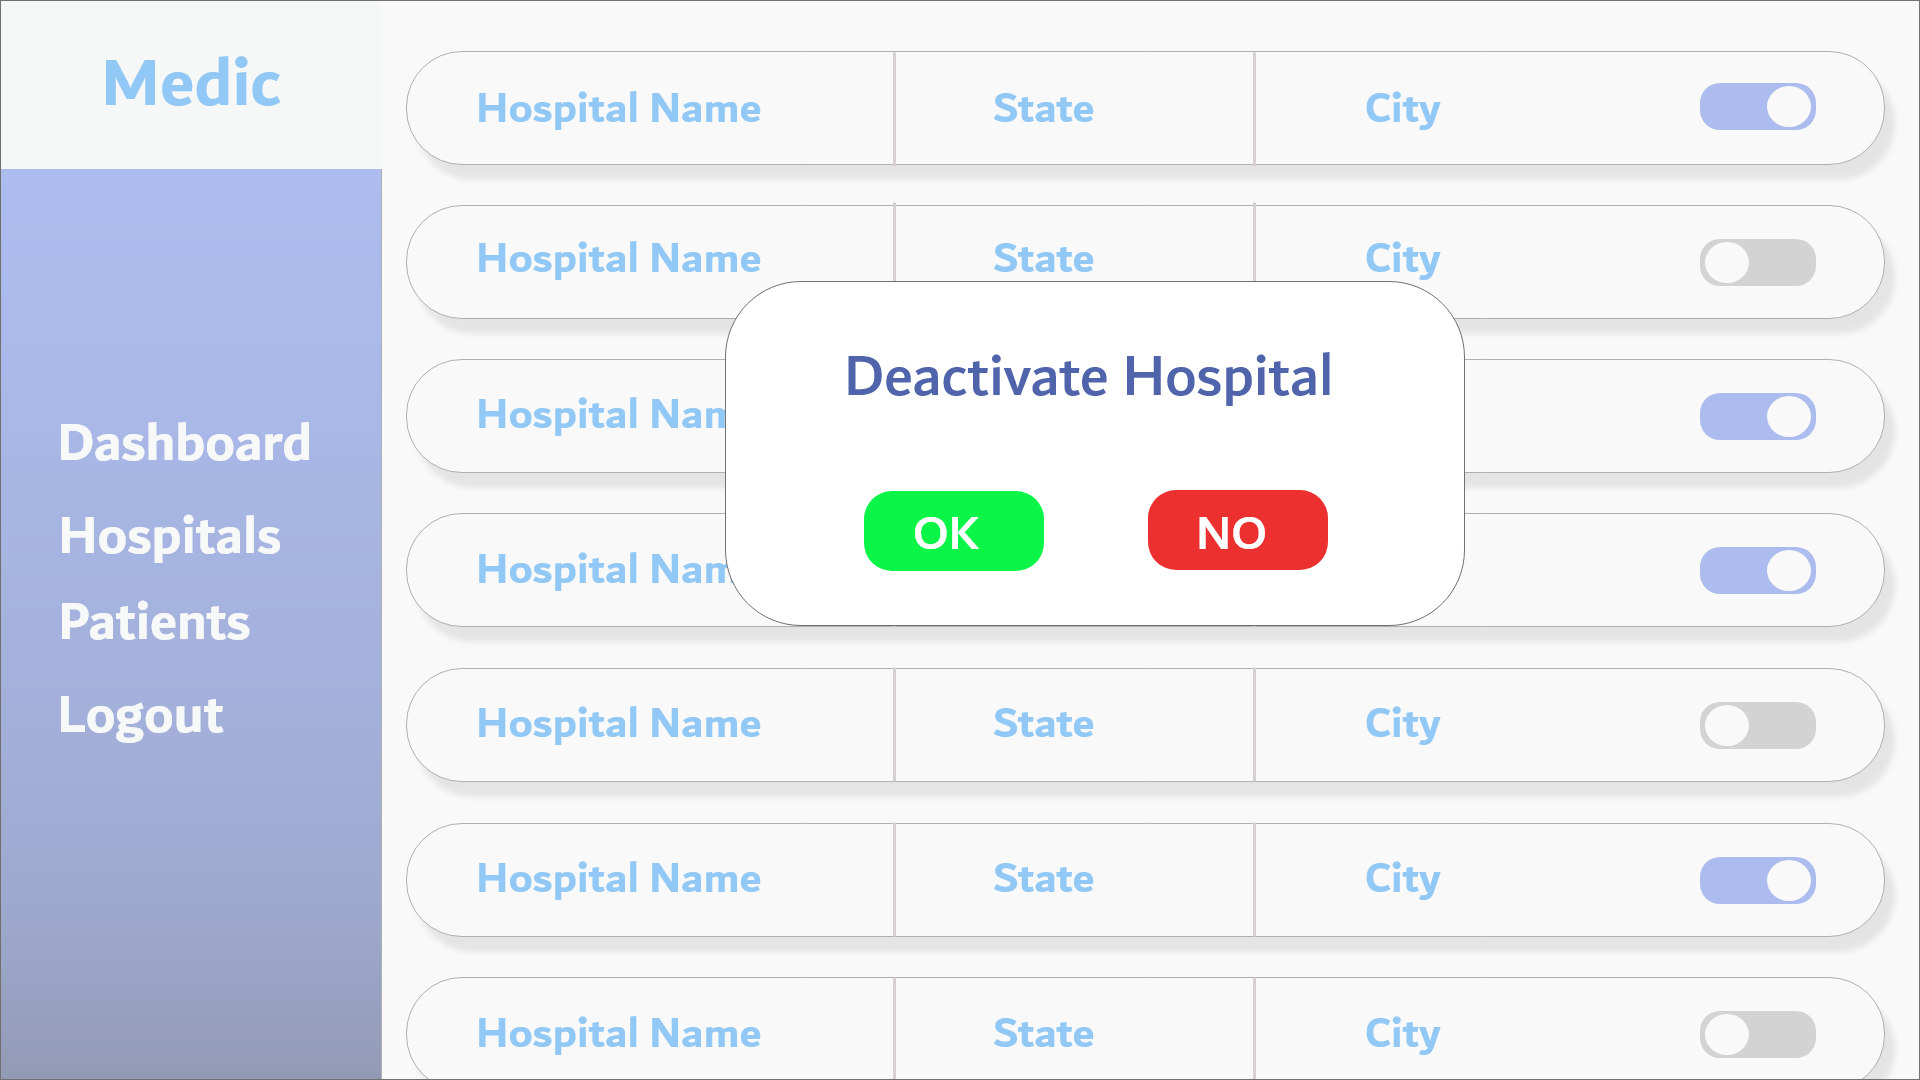 Medic
Dashboard
Hospitals
Patients
Logout
Hospital Name State City
Hospital Name State City
Hospital Nam
Hospital Nam
Deactivate Hospital
OK NO
Hospital Name State City
Hospital Name State City
Hospital Name State City